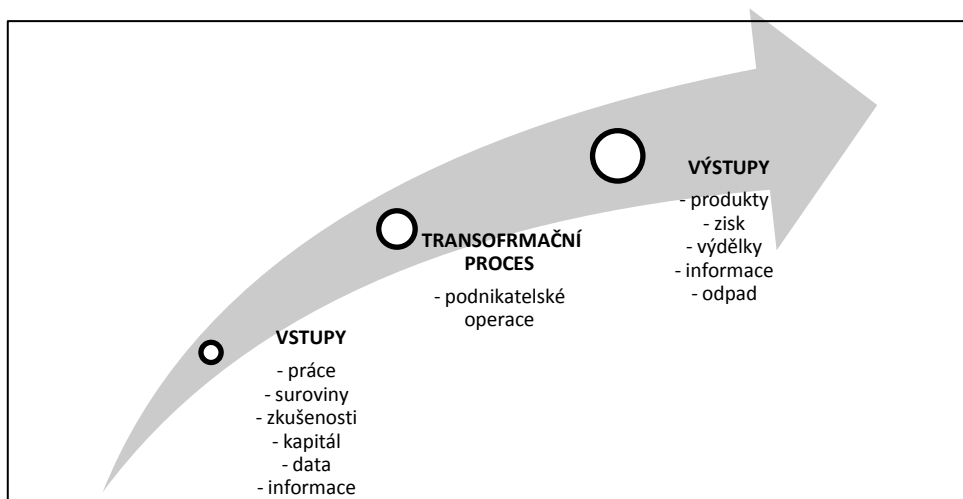 VSTUPY
- práce
- suroviny
- zkušenosti
- kapitál
- data
- informace
TRANSOFRMAČNÍ
PROCES
- podnikatelské
operace
VÝSTUPY
- produkty
- zisk
- výdělky
- informace
- odpad